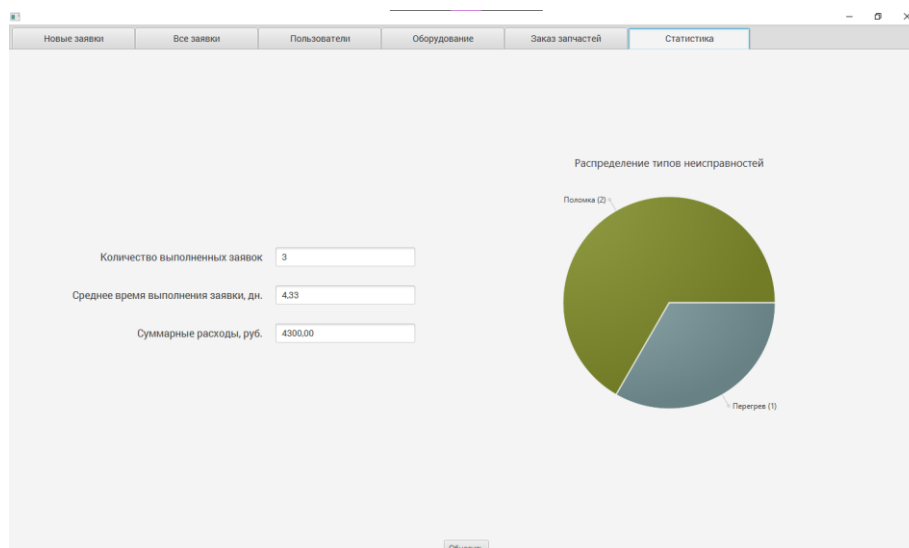 Новые заявки
Все заявки
Пользователи
Оборудование
Заказ запчастей
Статистика
Распределение типов неисправностей
Поломка (2)
Количество выполненных заявок
3
Среднее время выполнения заявки, дн.
4,33
Суммарные расходы, руб.
4300,00
Перегрев (1)